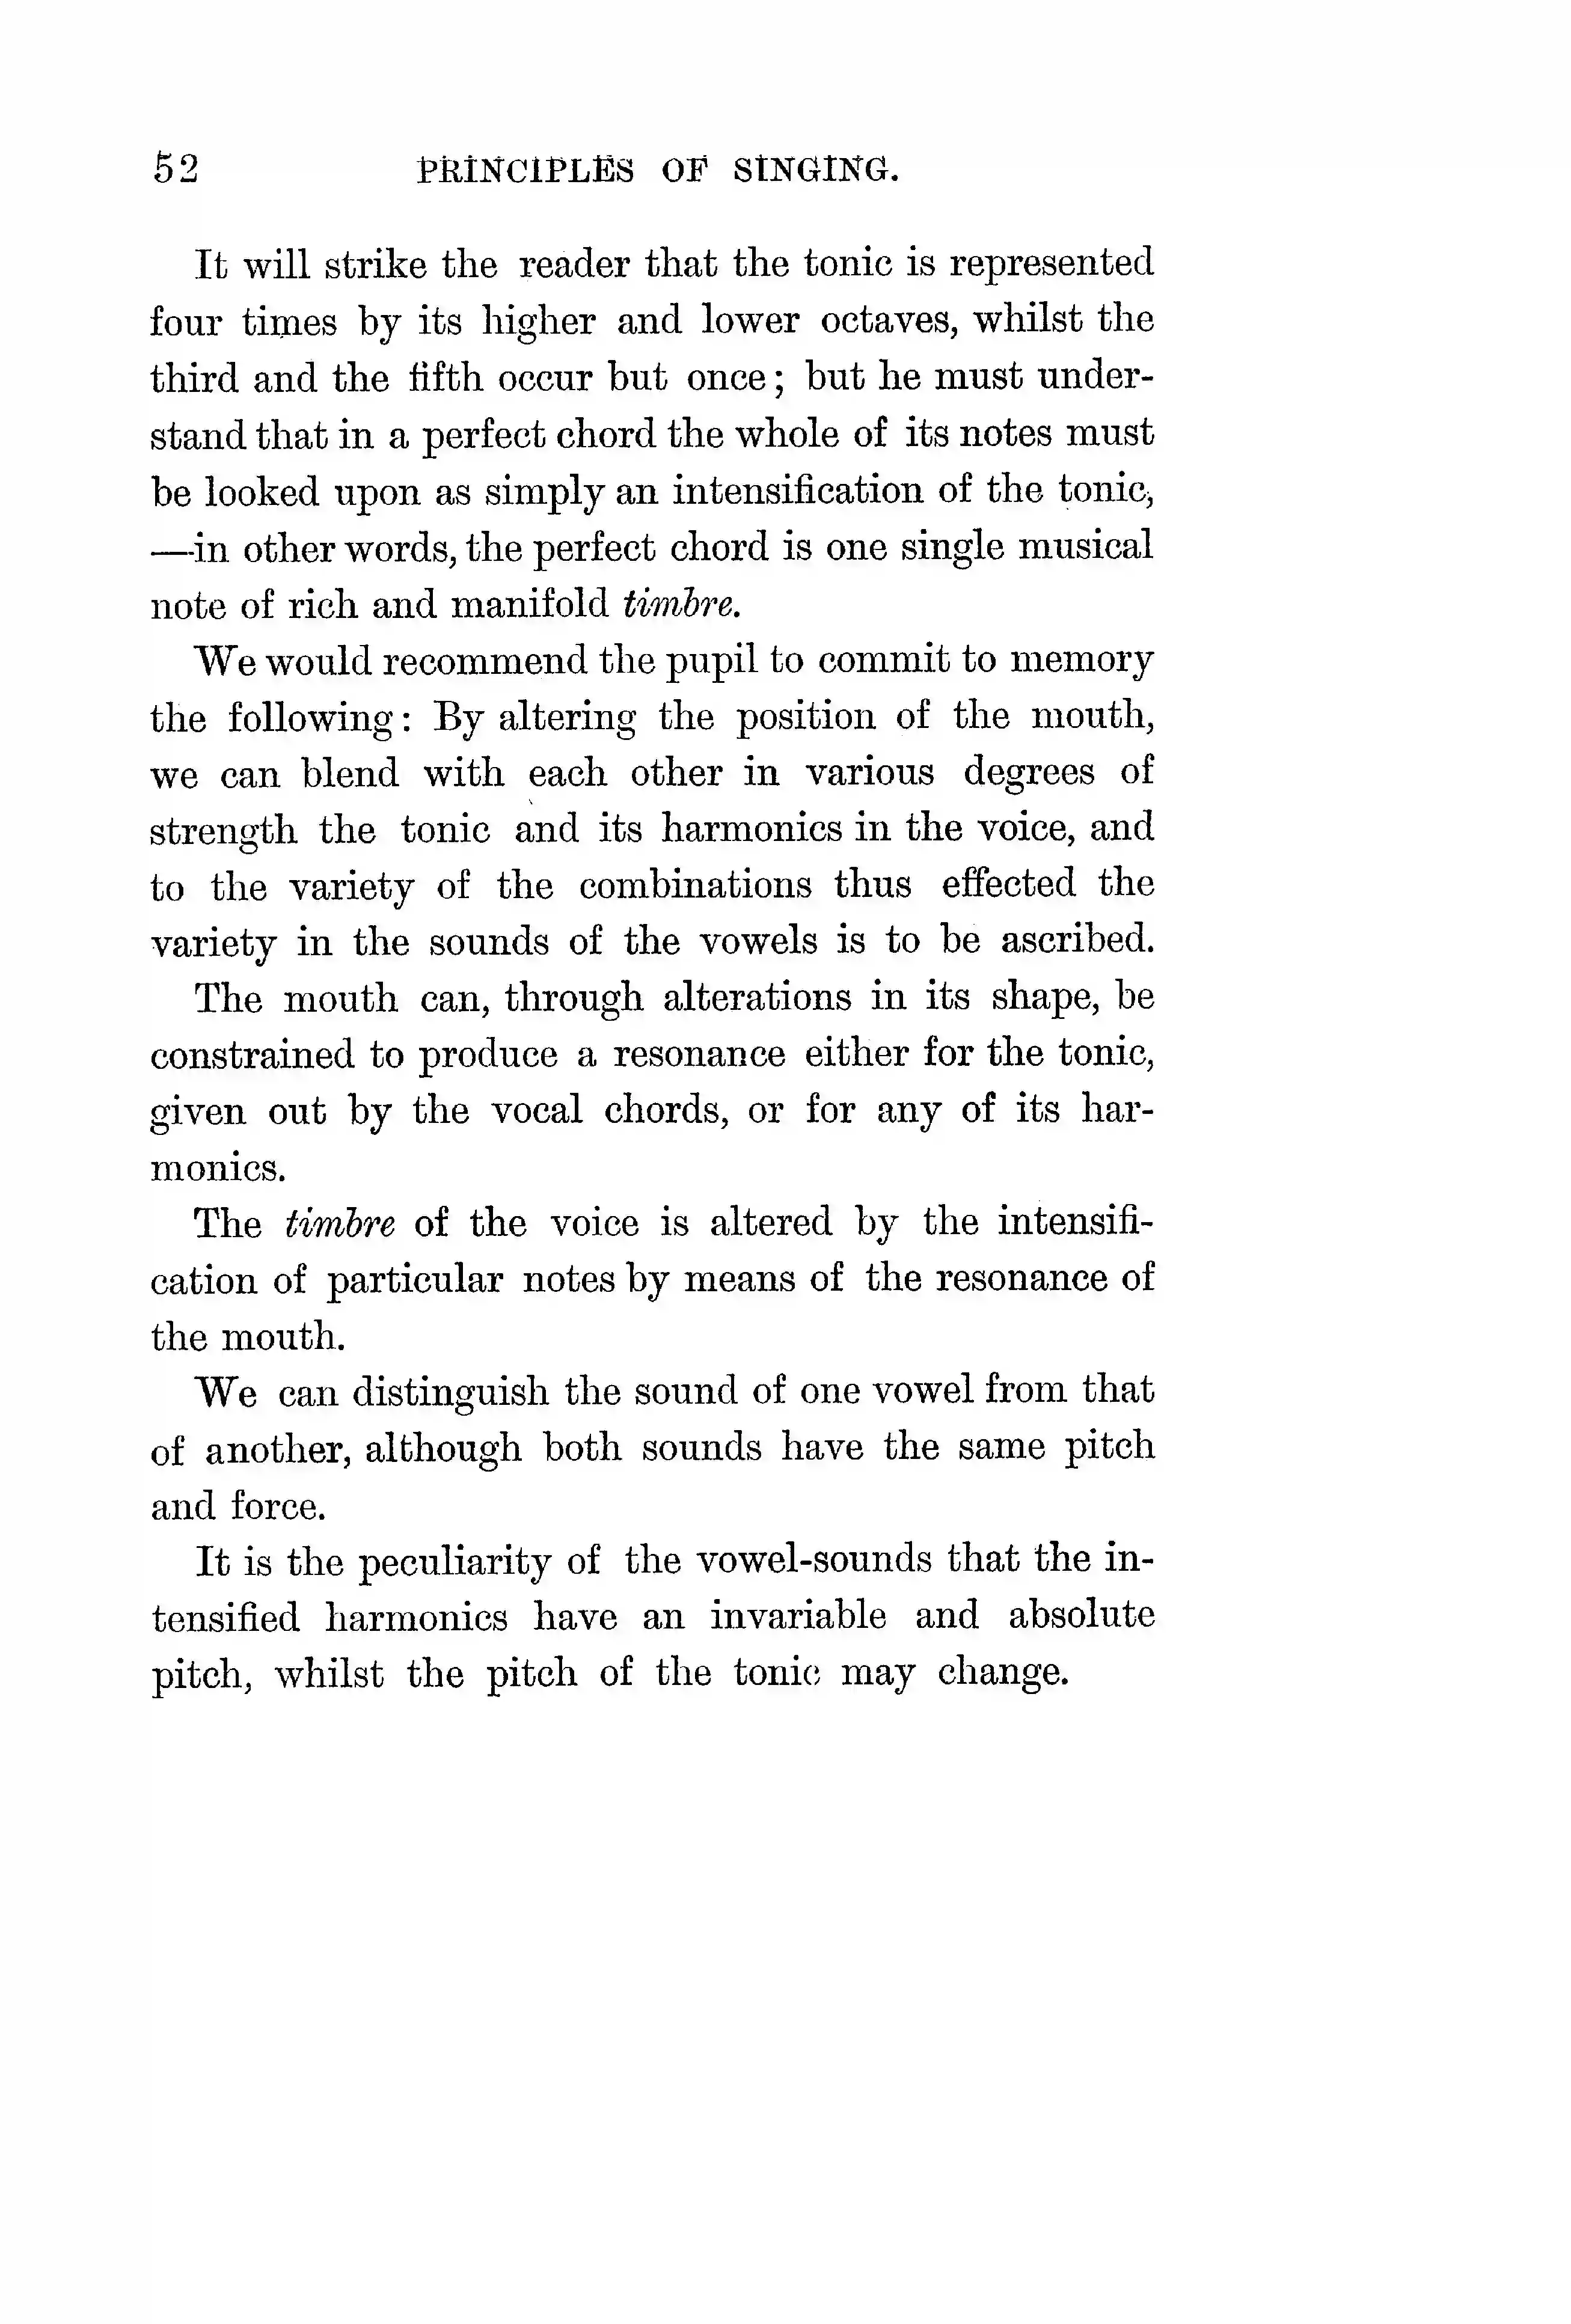 52 PRINCIPLES OF SINGING.
It will strike the reader that the tonic is represented
four times by its higher and lower octaves, whilst the
third and the fifth occur but once; but he must under-
stand that in a perfect chord the whole of its notes must
be looked upon as simply an intensification of the tonic,
—in other words, the perfect chord is one single musical
note of rich and manifold timbre.
We would recommend the pupil to commit to memory
the following: By altering the position of the mouth,
we can blend with each other in various degrees of
strength the tonic and its harmonics in the voice, and
to the variety of the combinations thus effected the
variety in the sounds of the vowels is to be ascribed.
The mouth can, through alterations in its shape, be
constrained to produce a resonance either for the tonic,
given out by the vocal chords, or for any of its har-
monics.
The timbre of the voice is altered by the intensifi-
cation of particular notes by means of the resonance of
the mouth.
We can distinguish the sound of one vowel from that
of another, although both sounds have the same pitch
and force.
It is the peculiarity of the vowel-sounds that the in-
tensified harmonics have an invariable and absolute
pitch, whilst the pitch of the tonic may change.